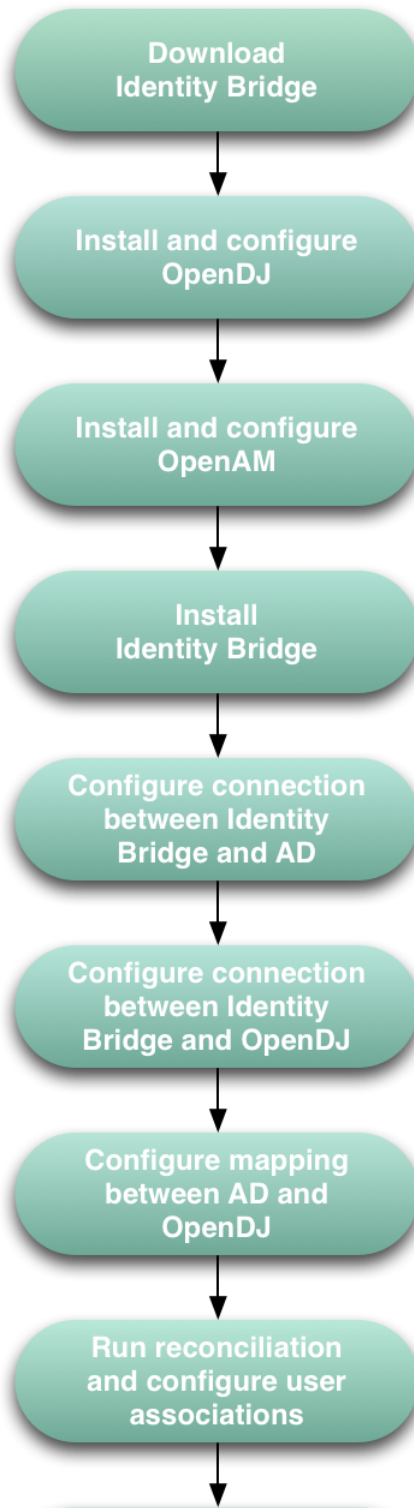 Download
Identity Bridge
Install and configure
OpenDJ
Install and configure
OpenAM
Install
Identity Bridge
Configure connection
between Identity
Bridge and AD
Configure connection
between Identity
Bridge and OpenDJ
Configure mapping
between AD and
OpenDJ
Run reconciliation
and configure user
associations